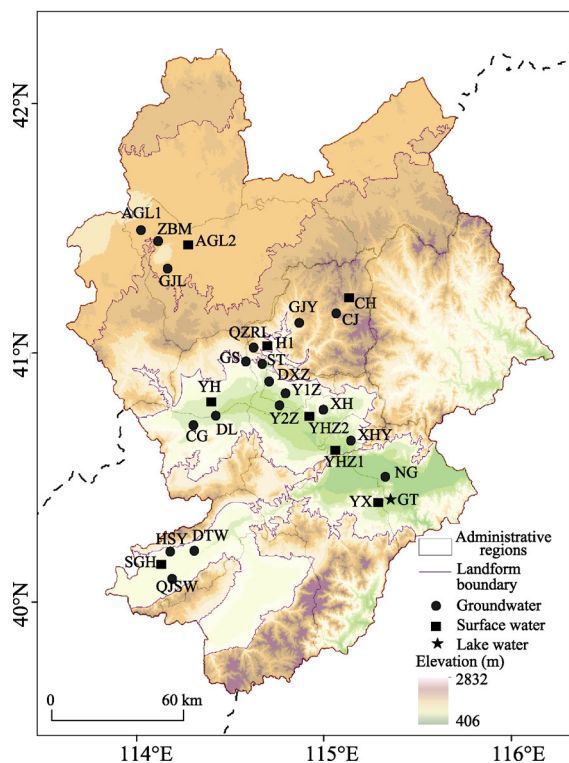 42°N
AGL1
ZBM
AGL2
GJL
CH
GJY
CJ
QZRL
H1
41°N
GS
ST
DXZ
YH
Y1Z
XH
Y2Z
DL
YHZ2
CG
XHY
YHZ1
NG
YX
GT
HSY
DTW
SGH
QJSW
40°N
Administrative
regions
Landform
boundary
Groundwater
Surface water
Lake water
Elevation (m)
2832
406
0
60 km
114°E
115°E
116°E